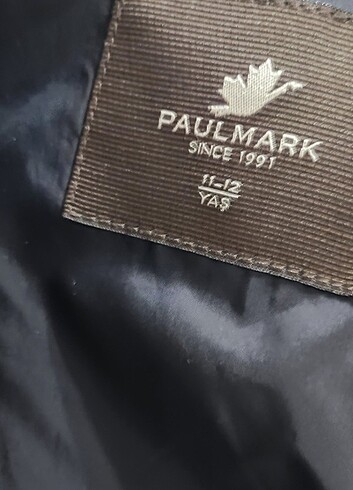 PAULMARK
SINCE 1991
11-12
YAŞ